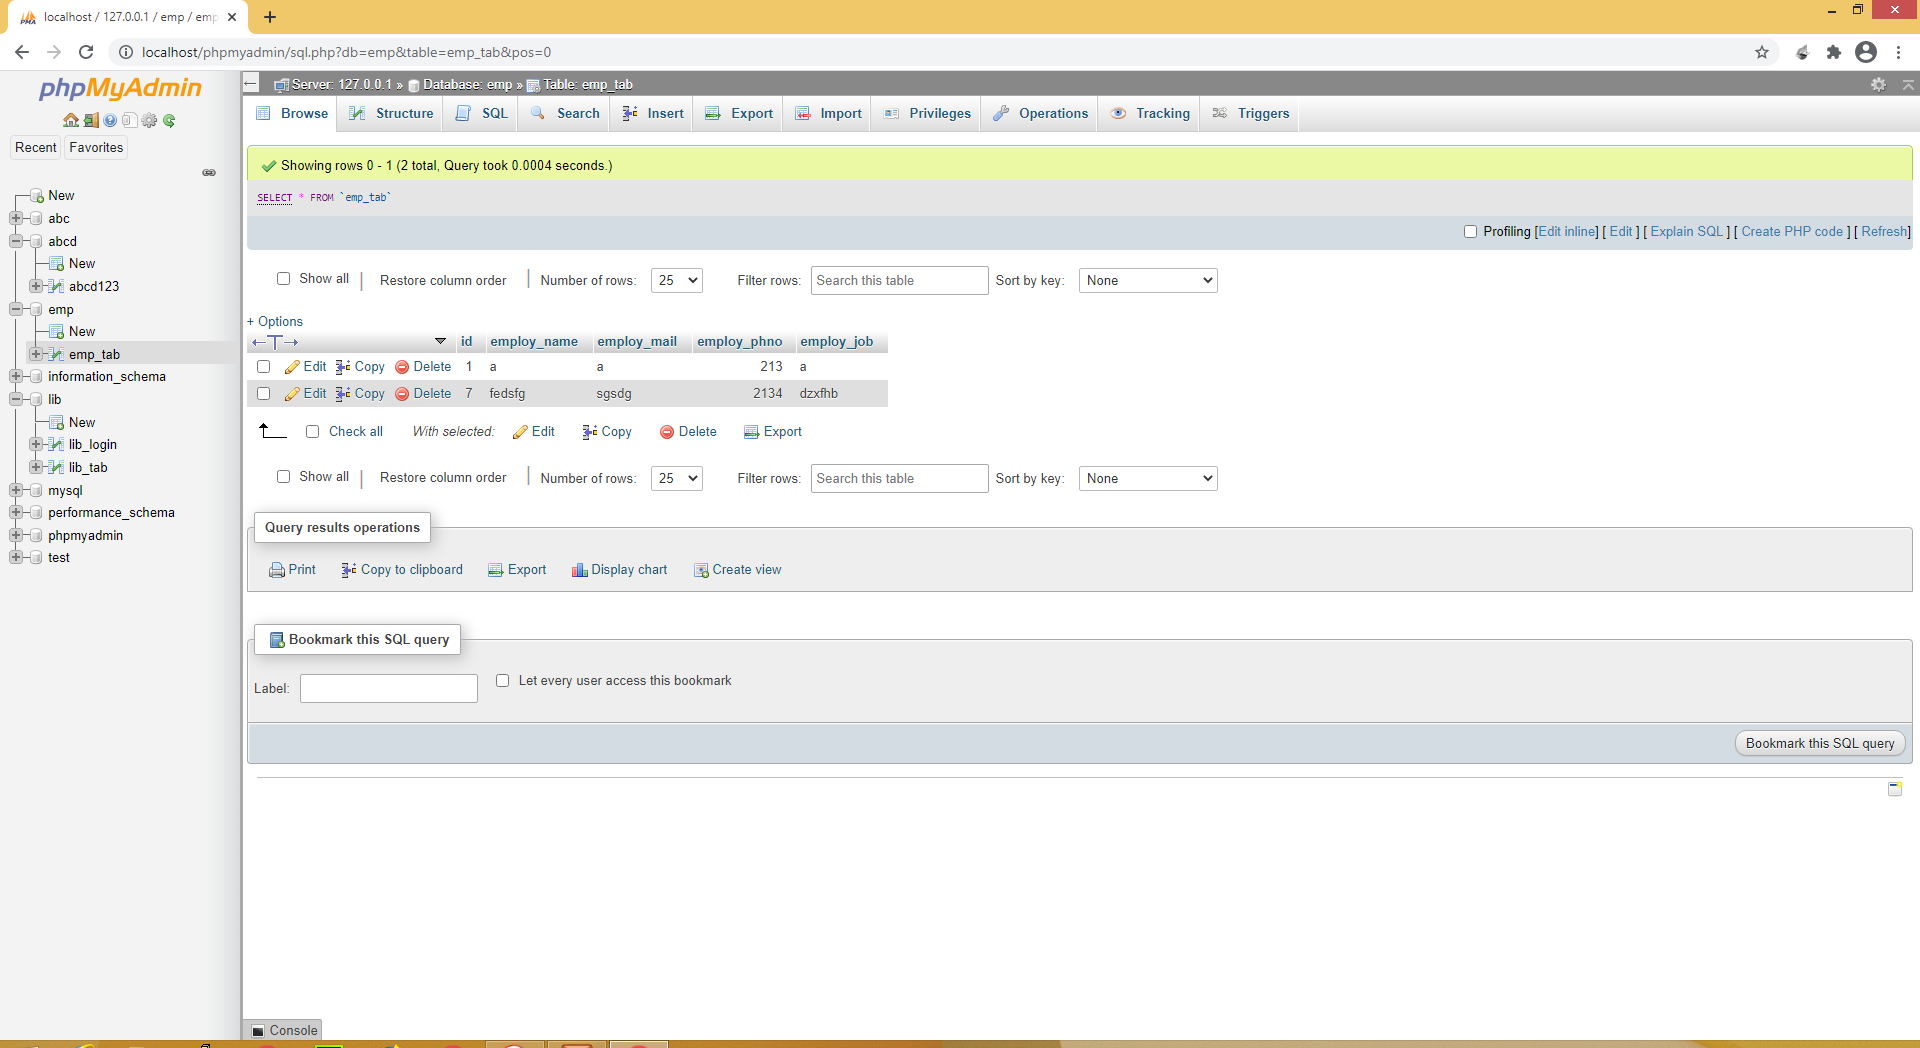 localhost / 127.0.0.1 / emp / emp
localhost/phpmyadmin/sql.php?db=emp&table=emp_tab&pos=0
phpMyAdmin
Recent Favorites
New
abc
abcd
New
abcd123
emp
New
emp_tab
information_schema
lib
New
lib_login
lib_tab
mysql
performance_schema
phpmyadmin
test
Server: 127.0.0.1 » Database: emp » Table: emp_tab
Browse Structure SQL Search Insert Export Import Privileges Operations Tracking Triggers
Showing rows 0 - 1 (2 total, Query took 0.0004 seconds.)
SELECT * FROM `emp_tab`
Profiling [Edit inline] [ Edit ] [ Explain SQL ] [ Create PHP code ] [ Refresh]
Show all | Restore column order | Number of rows: 25 Filter rows: Search this table Sort by key: None
+ Options
←T→ id employ_name employ_mail employ_phno employ_job
Edit Copy Delete 1 a a 213 a
Edit Copy Delete 7 fedsfg sgsdg 2134 dzxfhb
Check all With selected: Edit Copy Delete Export
Show all | Restore column order | Number of rows: 25 Filter rows: Search this table Sort by key: None
Query results operations
Print Copy to clipboard Export Display chart Create view
Bookmark this SQL query
Label: Let every user access this bookmark
Bookmark this SQL query
Console